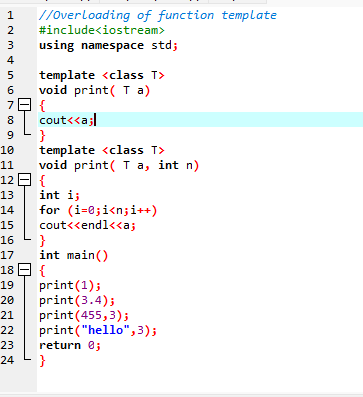 1 //Overloading of function template
2 #include<iostream>
3 using namespace std;
4
5 template <class T>
6 void print( T a)
7 {
8 cout<<a;
9 }
10 template <class T>
11 void print( T a, int n)
12 {
13 int i;
14 for (i=0;i<n;i++)
15 cout<<endl<<a;
16 }
17 int main()
18 {
19 print(1);
20 print(3.4);
21 print(455,3);
22 print("hello",3);
23 return 0;
24 }